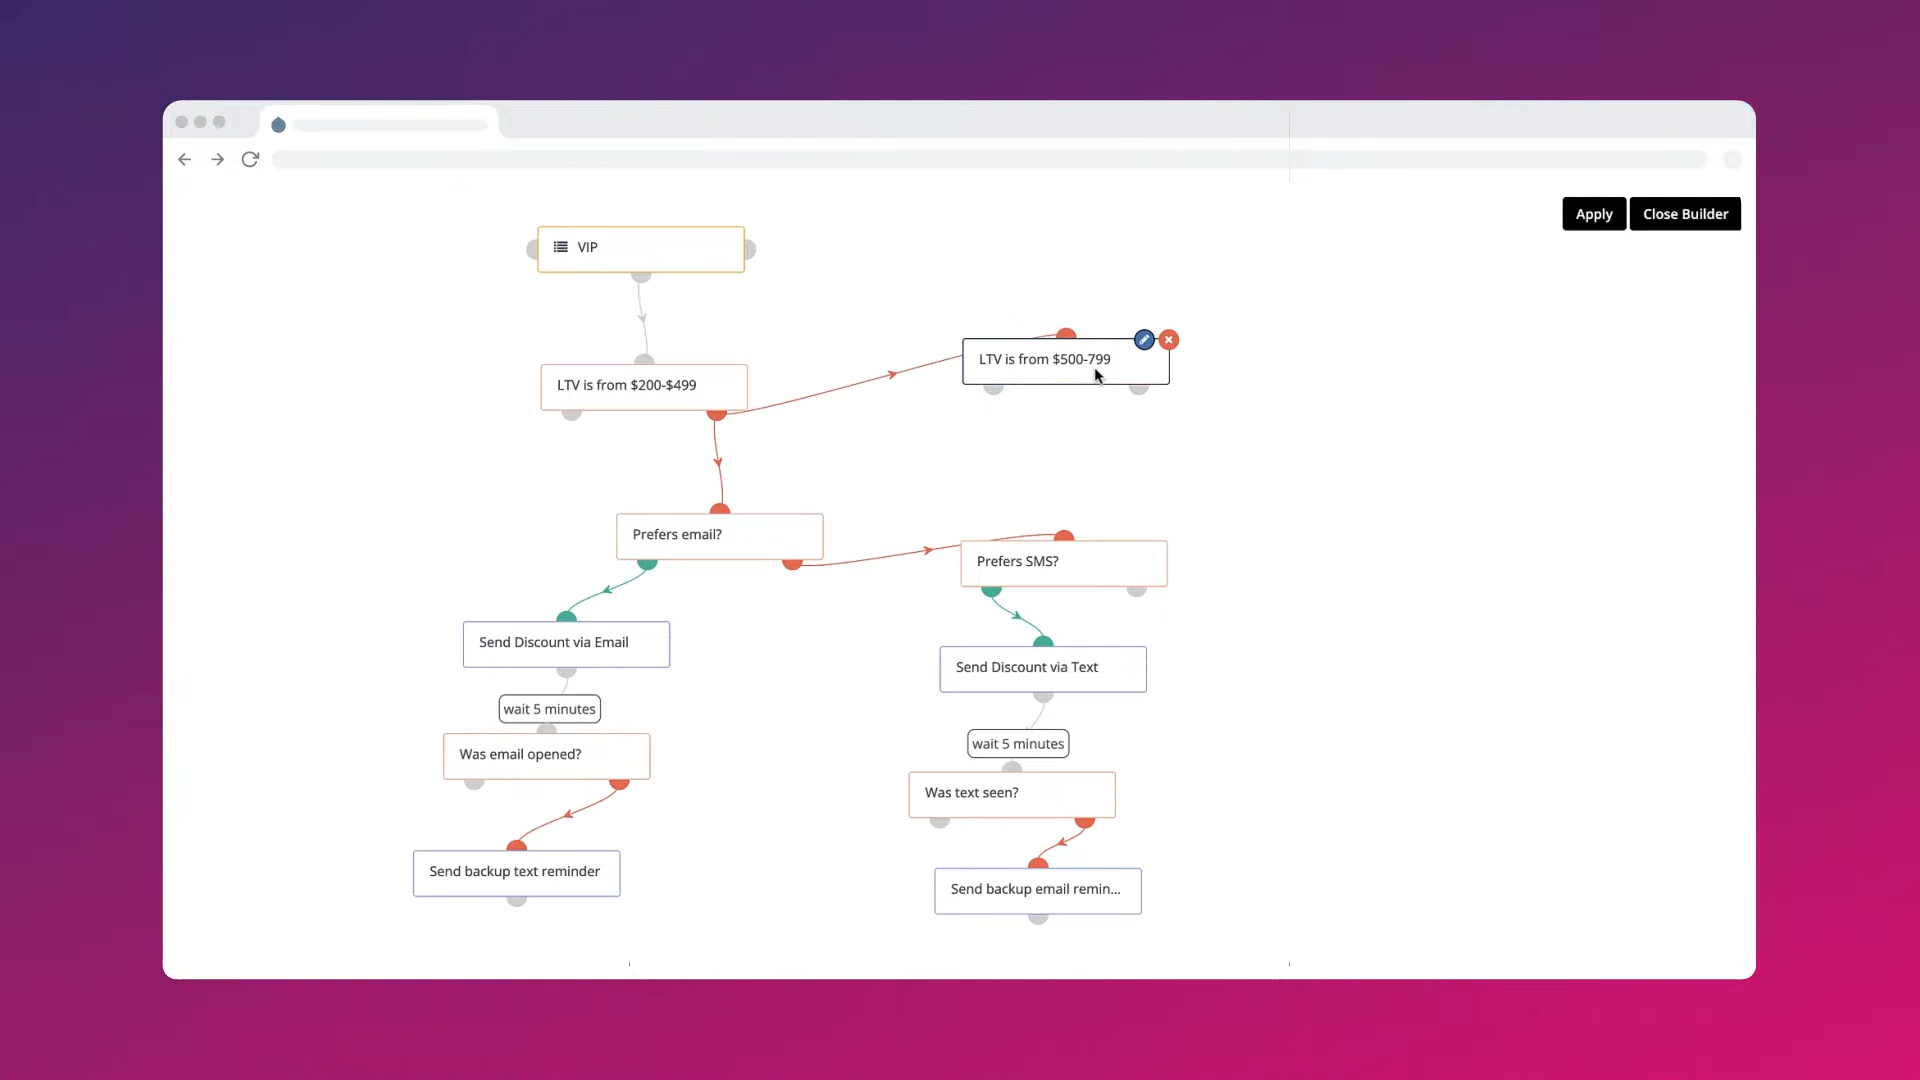 Apply
Close Builder
VIP
LTV is from $500-799
LTV is from $200-$499
Prefers email?
Prefers SMS?
Send Discount via Email
Send Discount via Text
wait 5 minutes
wait 5 minutes
Was email opened?
Was text seen?
Send backup text reminder
Send backup email remin...